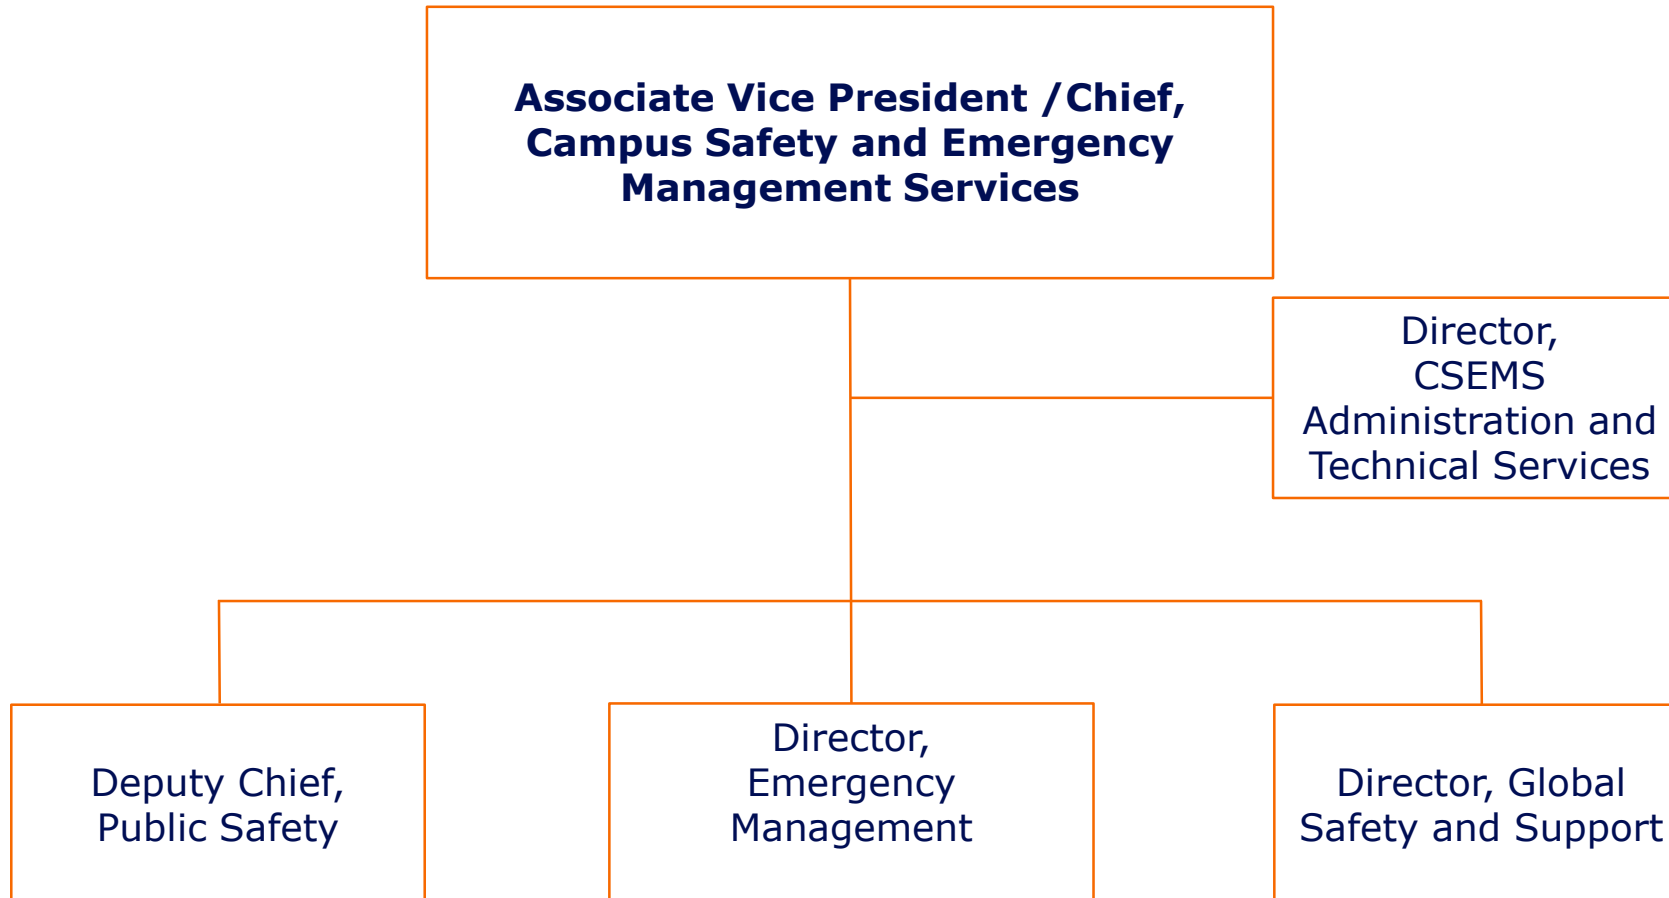 Associate Vice President /Chief,
Campus Safety and Emergency
Management Services
Director,
CSEMS
Administration and
Technical Services
Deputy Chief,
Public Safety
Director,
Emergency
Management
Director, Global
Safety and Support